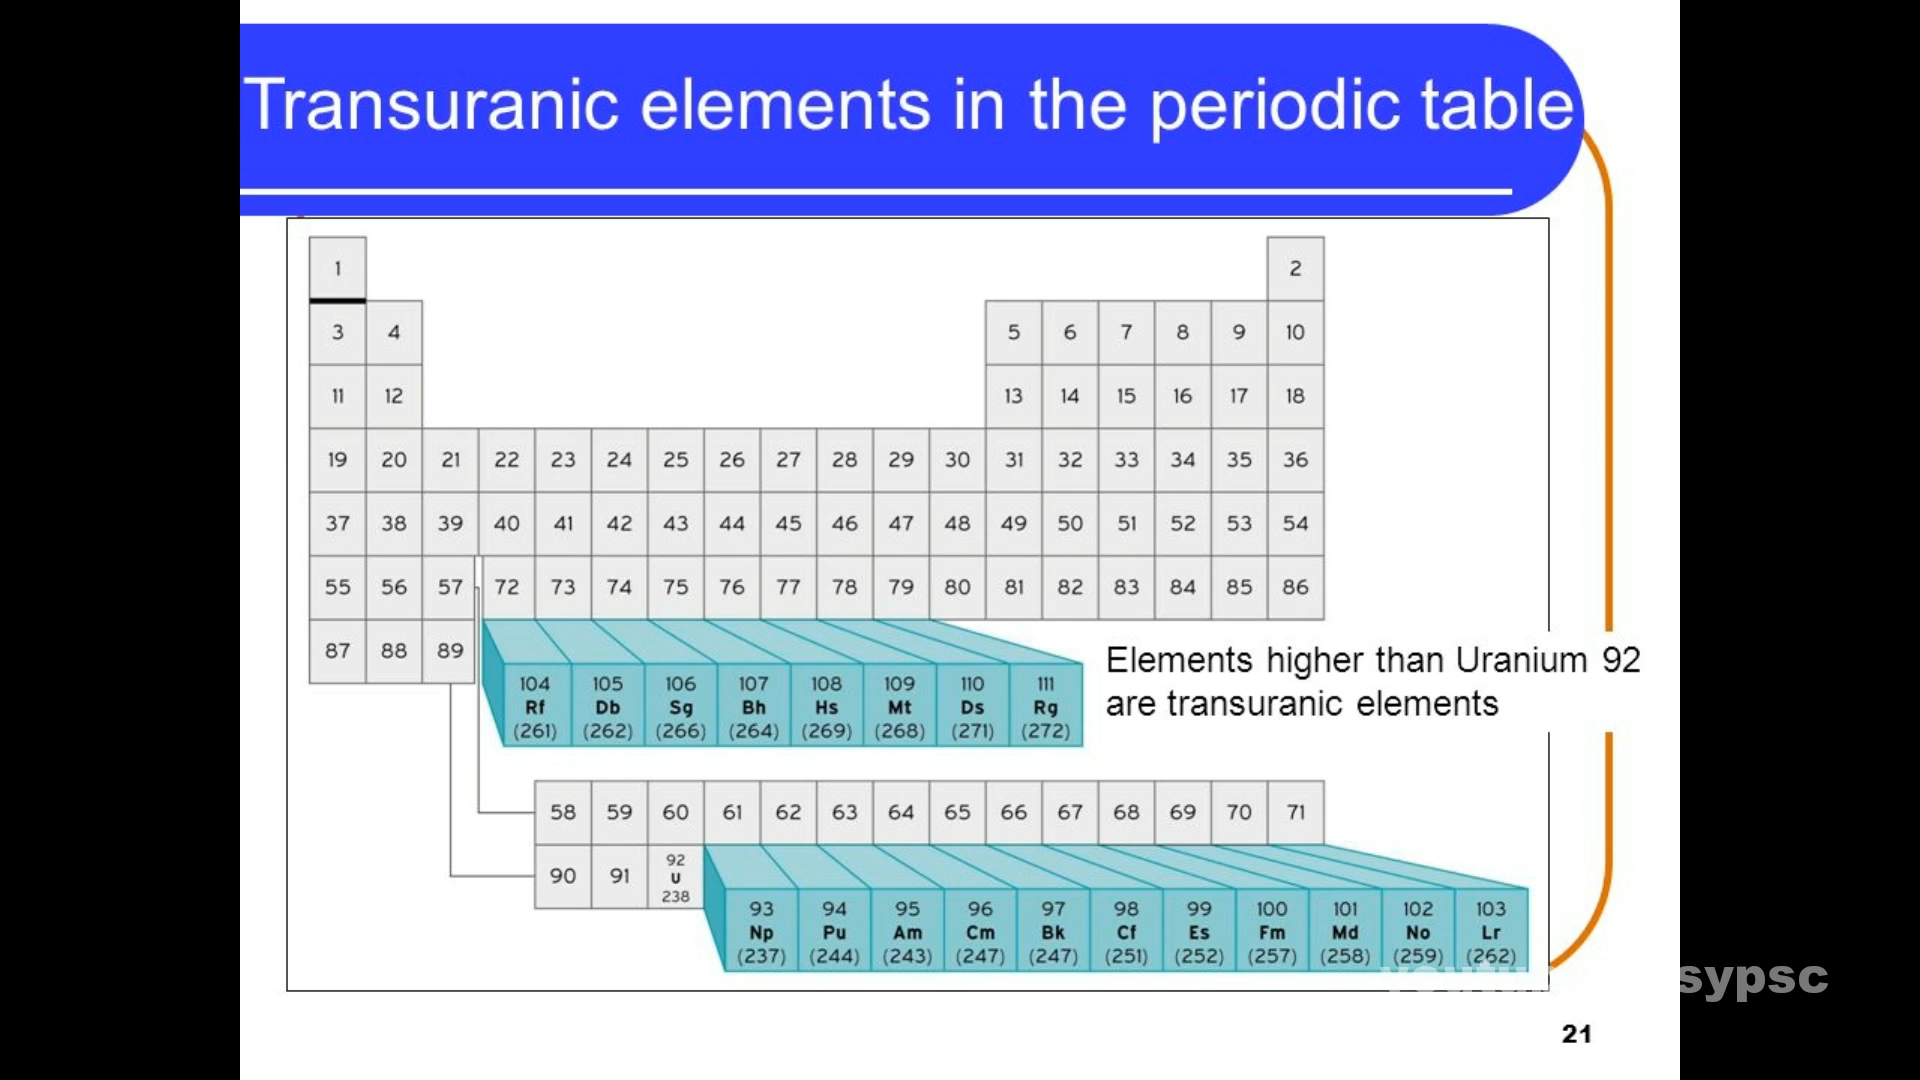 Transuranic elements in the periodic table
1 2
3 4 5 6 7 8 9 10
11 12 13 14 15 16 17 18
19 20 21 22 23 24 25 26 27 28 29 30 31 32 33 34 35 36
37 38 39 40 41 42 43 44 45 46 47 48 49 50 51 52 53 54
55 56 57 72 73 74 75 76 77 78 79 80 81 82 83 84 85 86
87 88 89
104 105 106 107 108 109 110 111
Rf Db Sg Bh Hs Mt Ds Rg
(261) (262) (266) (264) (269) (268) (271) (272)
Elements higher than Uranium 92
are transuranic elements
58 59 60 61 62 63 64 65 66 67 68 69 70 71
90 91 92
U
238
93 94 95 96 97 98 99 100 101 102 103
Np Pu Am Cm Bk Cf Es Fm Md No Lr
(237) (244) (243) (247) (247) (251) (252) (257) (258) (259) (262)
21